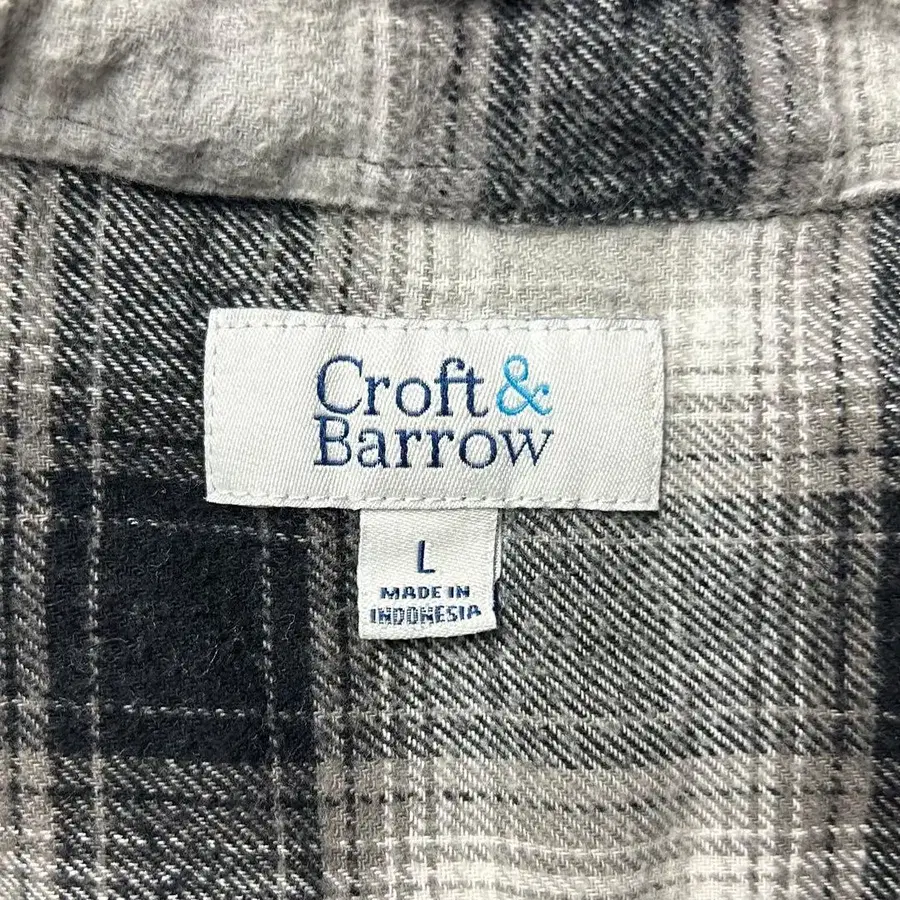 Croft &
Barrow
L
MADE IN
INDONESIA